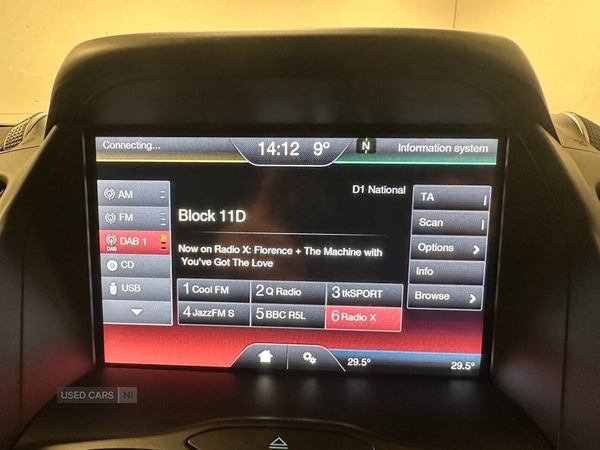 Connecting...
14:12 9°
N
Information system
AM
FM
DAB 1
DAB
CD
USB
D1 National
Block 11D
Now on Radio X: Florence + The Machine with
You've Got The Love
1 Cool FM
2 Q Radio
3 tkSPORT
4 JazzFM S
5 BBC R5L
6 Radio X
TA
Scan
Options
Info
Browse
29.5°
29.5°
USED CARS NI